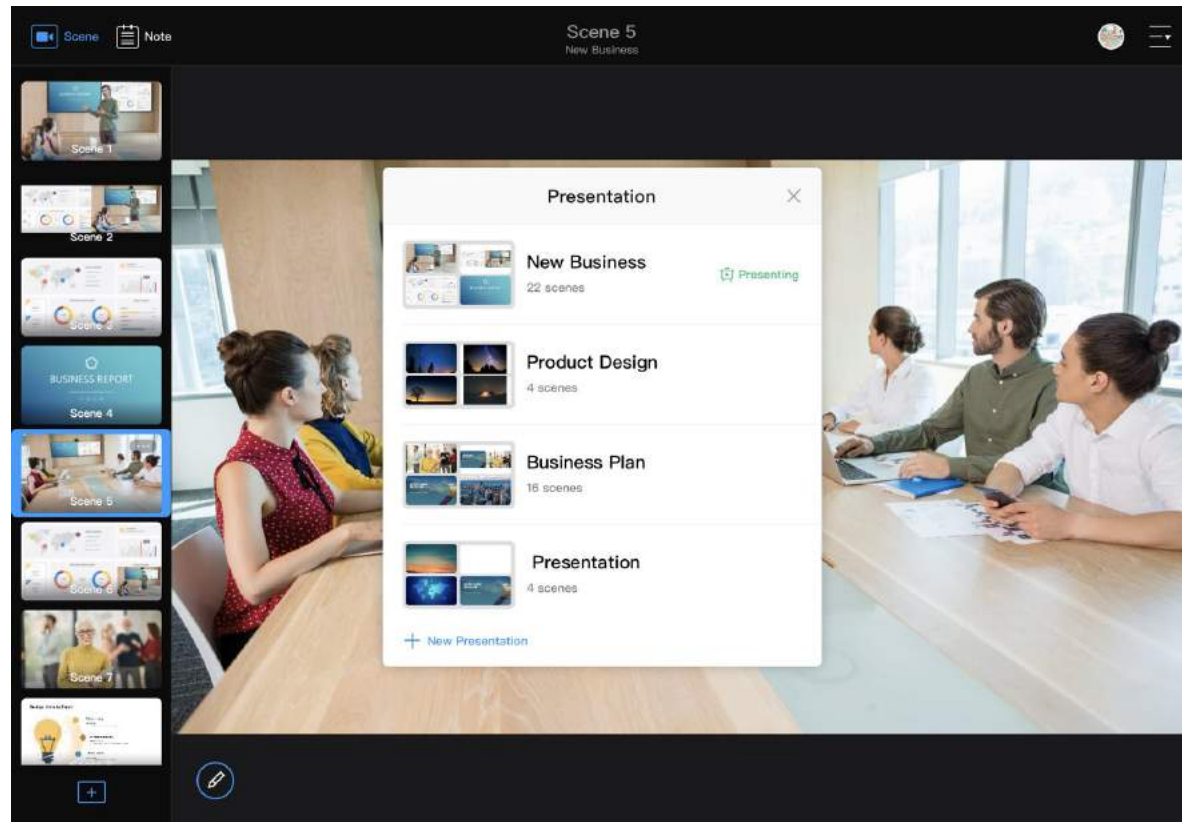 Scene
Note
Scene 5
New Business
Scene 1
Scene 2
Scene 3
BUSINESS REPORT
Scene 4
Scene 5
Scene 6
Scene 7
Presentation
New Business
22 scenes
Presenting
Product Design
4 scenes
Business Plan
16 scenes
Presentation
4 scenes
New Presentation